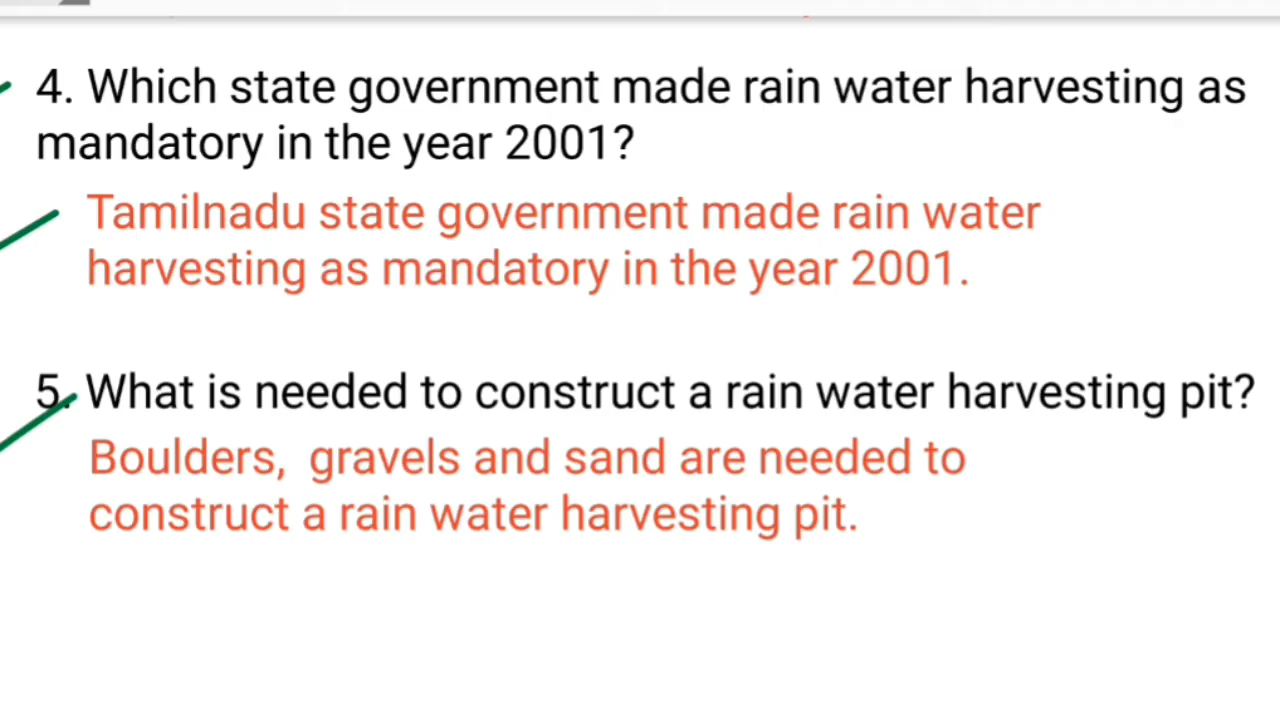 4. Which state government made rain water harvesting as
mandatory in the year 2001?
Tamilnadu state government made rain water
harvesting as mandatory in the year 2001.
5. What is needed to construct a rain water harvesting pit?
Boulders, gravels and sand are needed to
construct a rain water harvesting pit.